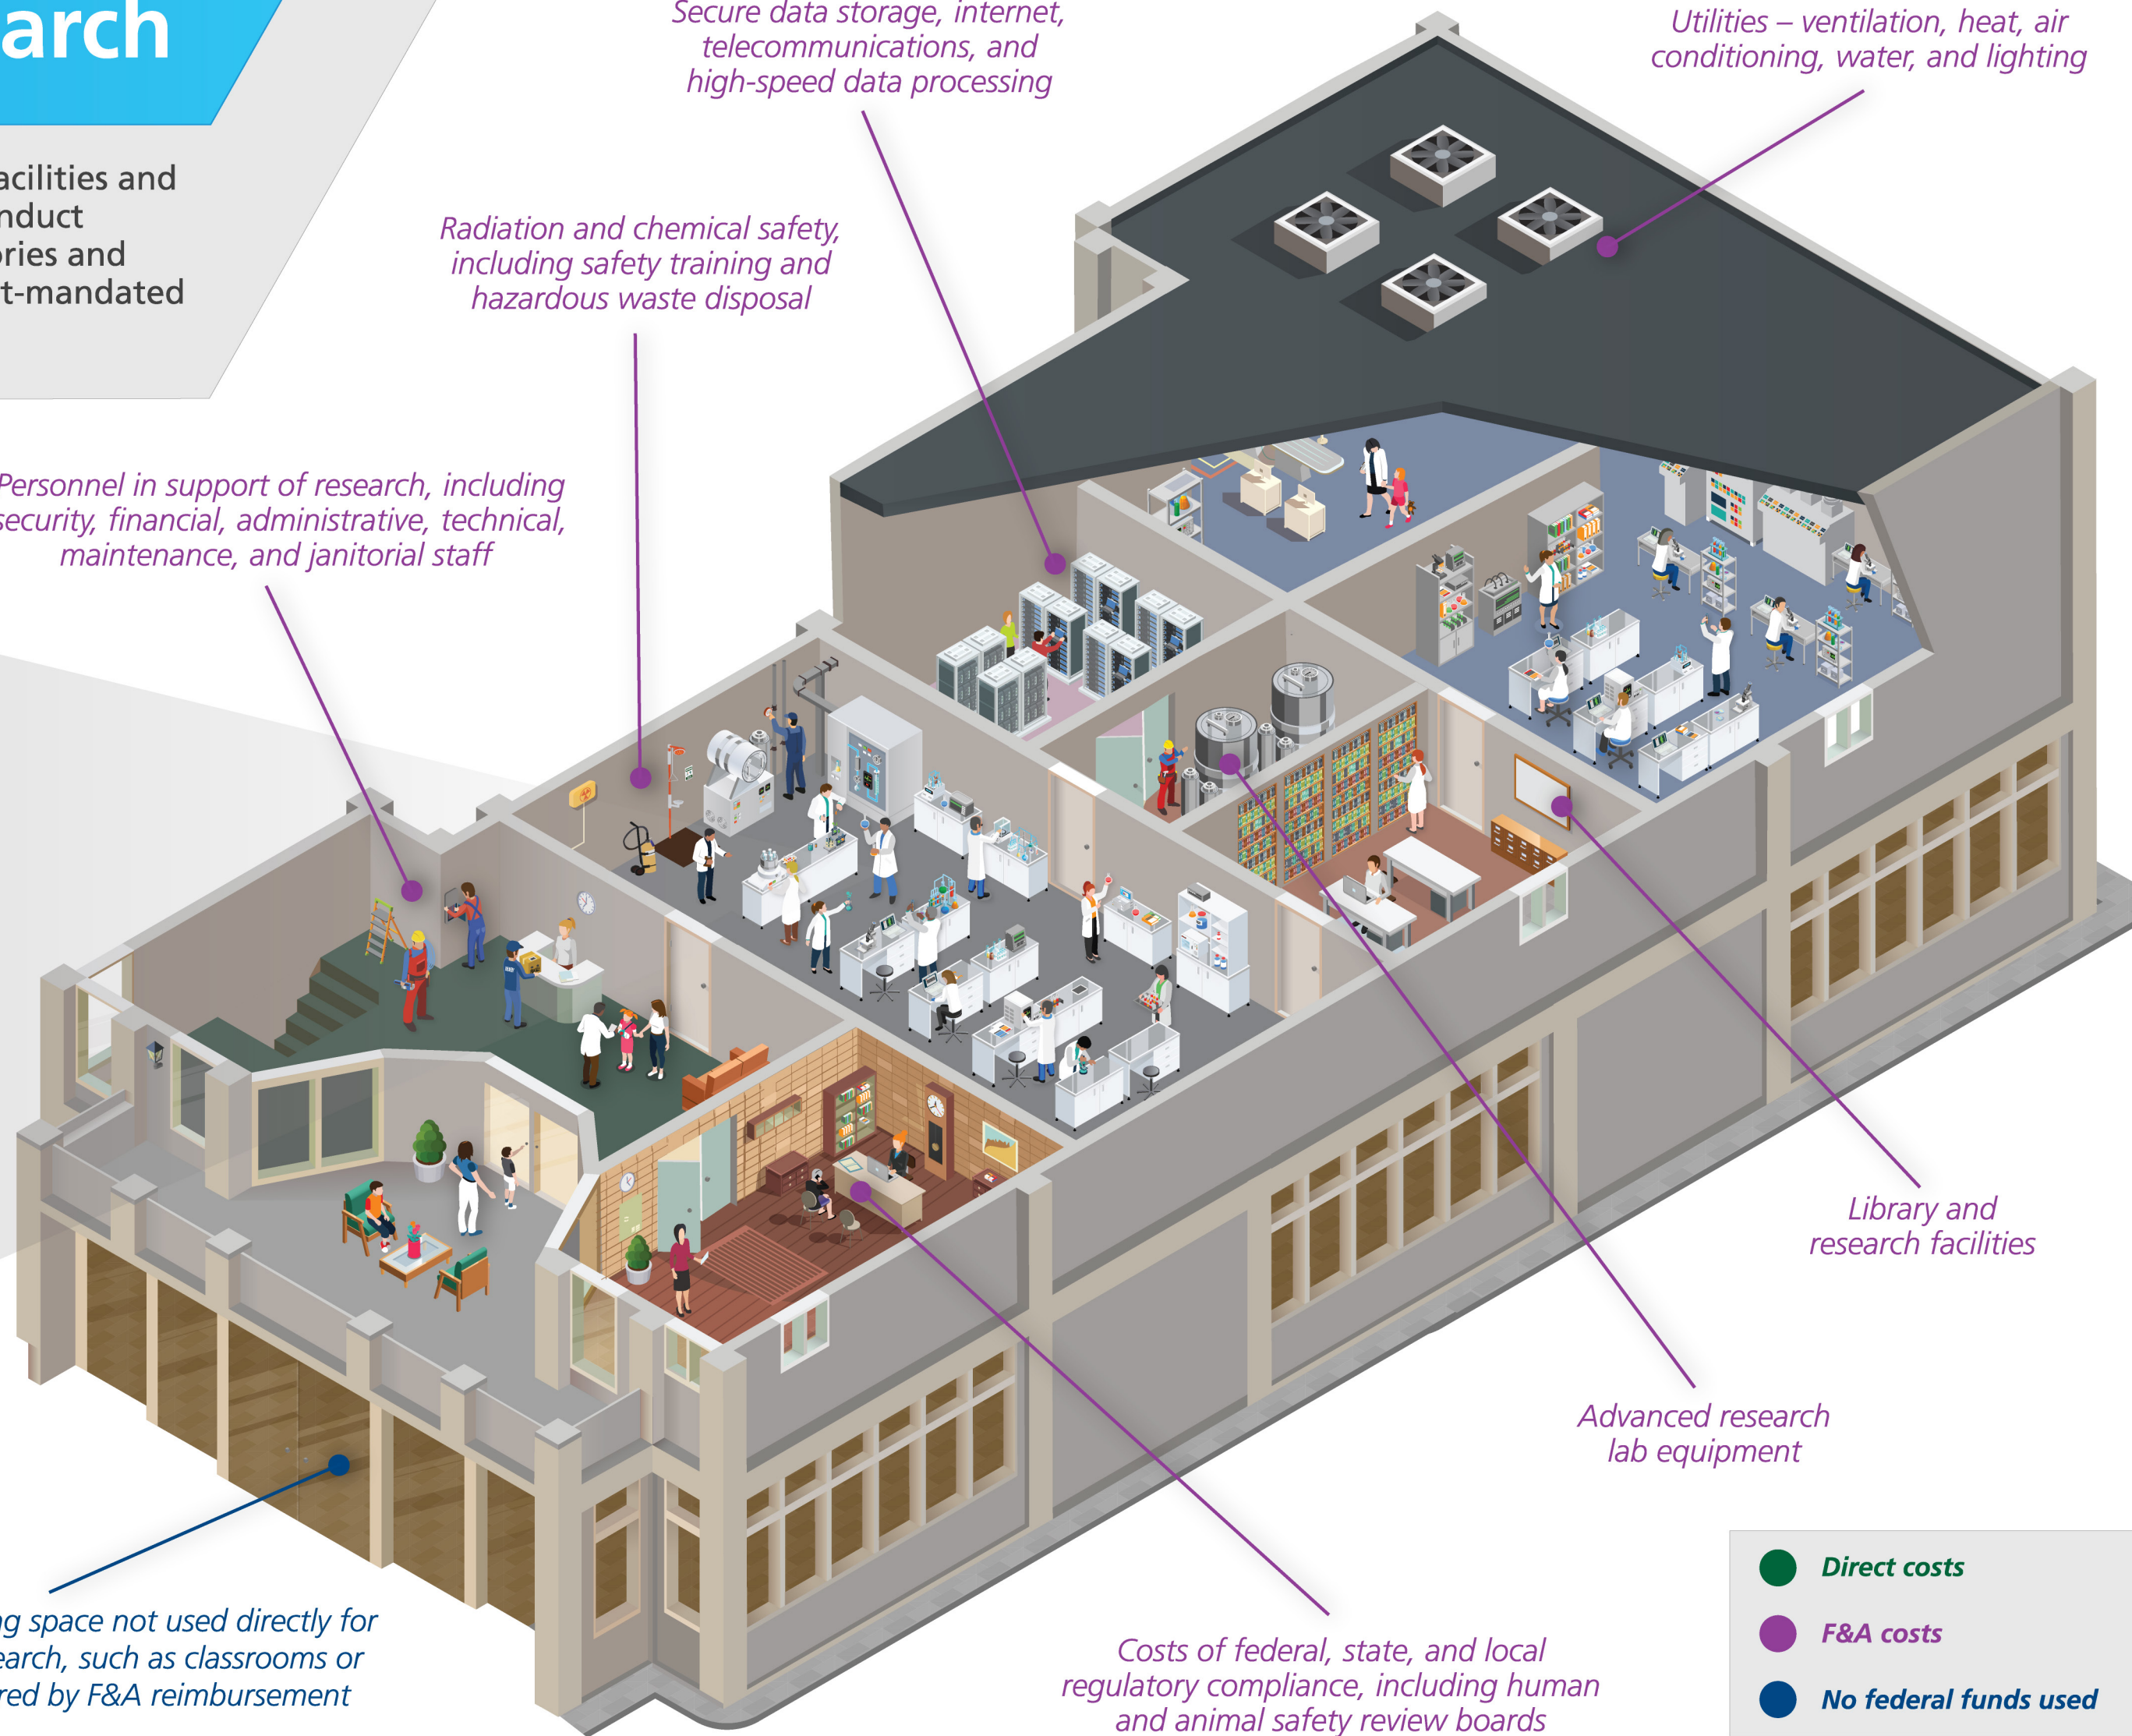 arch
acilities and
nduct
ories and
t-mandated
Secure data storage, internet,
telecommunications, and
high-speed data processing
Utilities – ventilation, heat, air
conditioning, water, and lighting
Radiation and chemical safety,
including safety training and
hazardous waste disposal
Personnel in support of research, including
security, financial, administrative, technical,
maintenance, and janitorial staff
Library and
research facilities
Advanced research
lab equipment
ng space not used directly for
earch, such as classrooms or
red by F&A reimbursement
Costs of federal, state, and local
regulatory compliance, including human
and animal safety review boards
Direct costs
F&A costs
No federal funds used